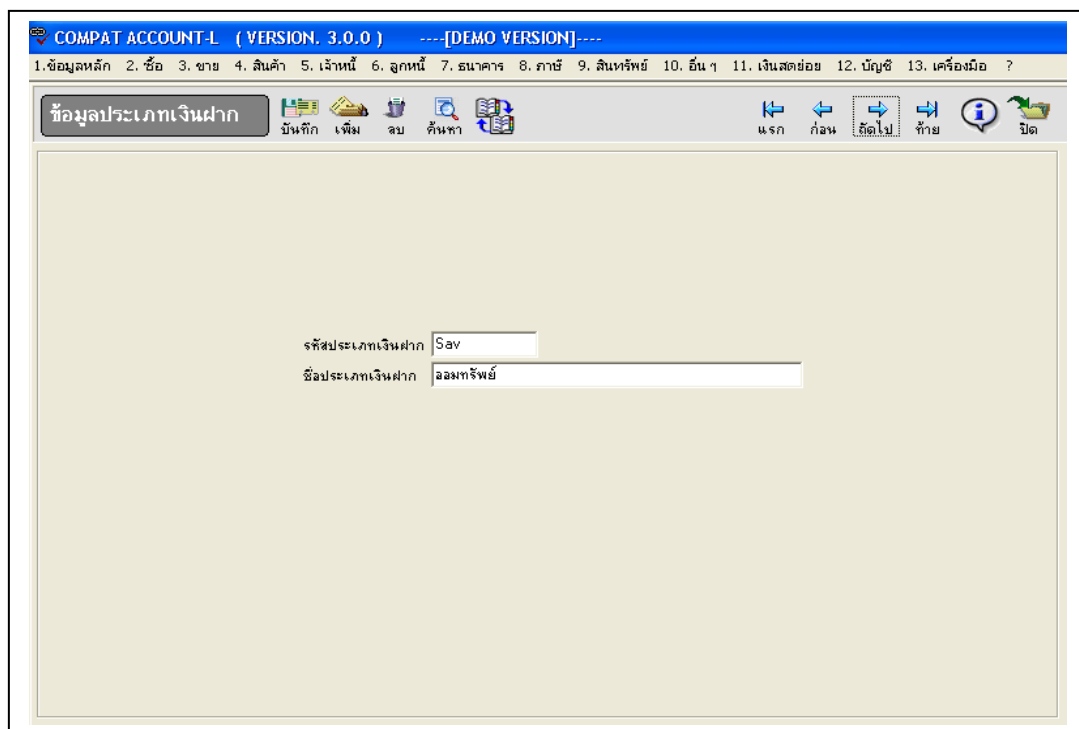 COMPAT ACCOUNT-L ( VERSION. 3.0.0 ) ----[DEMO VERSION]----
1.ข้อมูลหลัก 2. ซื้อ 3. ขาย 4. สินค้า 5. เจ้าหนี้ 6. ลูกหนี้ 7. ธนาคาร 8. ภาษี 9. สินทรัพย์ 10. อื่น ๆ 11. เงินสดย่อย 12. บัญชี 13. เครื่องมือ ?
ข้อมูลประเภทเงินฝาก บันทึก เพิ่ม ลบ ค้นหา แรก ก่อน ถัดไป ท้าย ปิด
รหัสประเภทเงินฝาก Sav
ชื่อประเภทเงินฝาก ออมทรัพย์